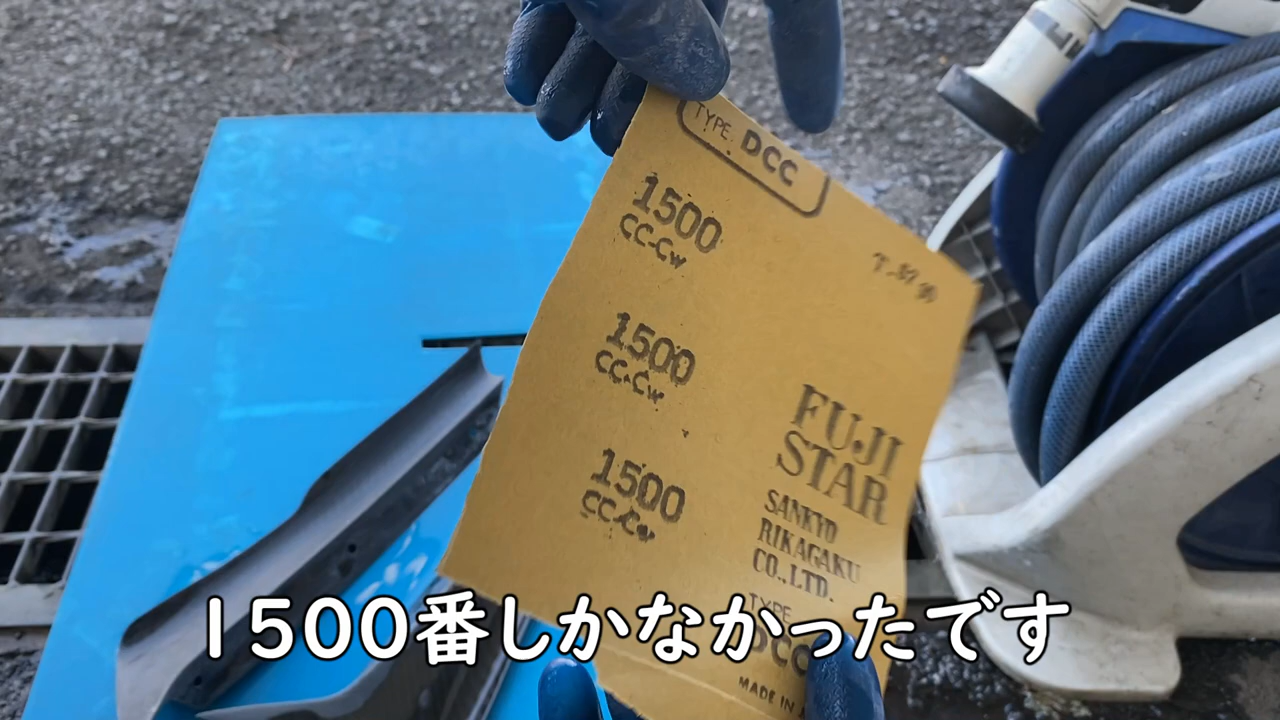 TYPE. DCC
1500
CC-Cw
1500
CC-Cw
1500
CC-Cw
FUJI
STAR
SANKYO
RIKAGAKU
CO.,LTD.
TYPE
DCC
MADE IN
1500番しかなかったです